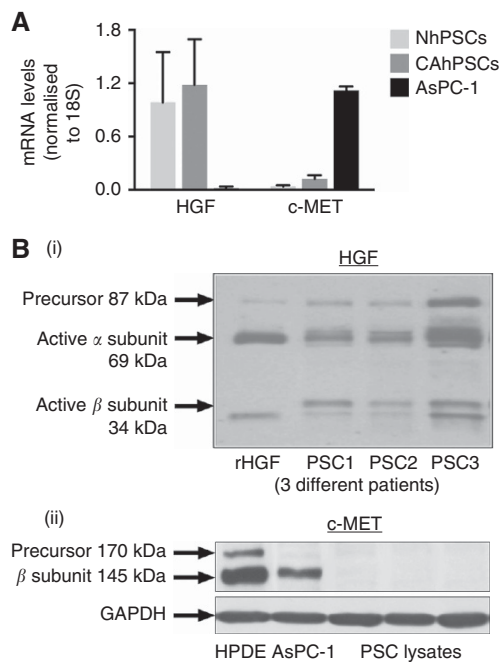 A
1.8
1.2
0.6
0.0
mRNA levels
(normalised
to 18S)
HGF
c-MET
NhPSCs
CAhPSCs
AsPC-1
B (i)
HGF
Precursor 87 kDa
Active α subunit
69 kDa
Active β subunit
34 kDa
rHGF PSC1 PSC2 PSC3
(3 different patients)
(ii)
c-MET
Precursor 170 kDa
β subunit 145 kDa
GAPDH
HPDE AsPC-1 PSC lysates